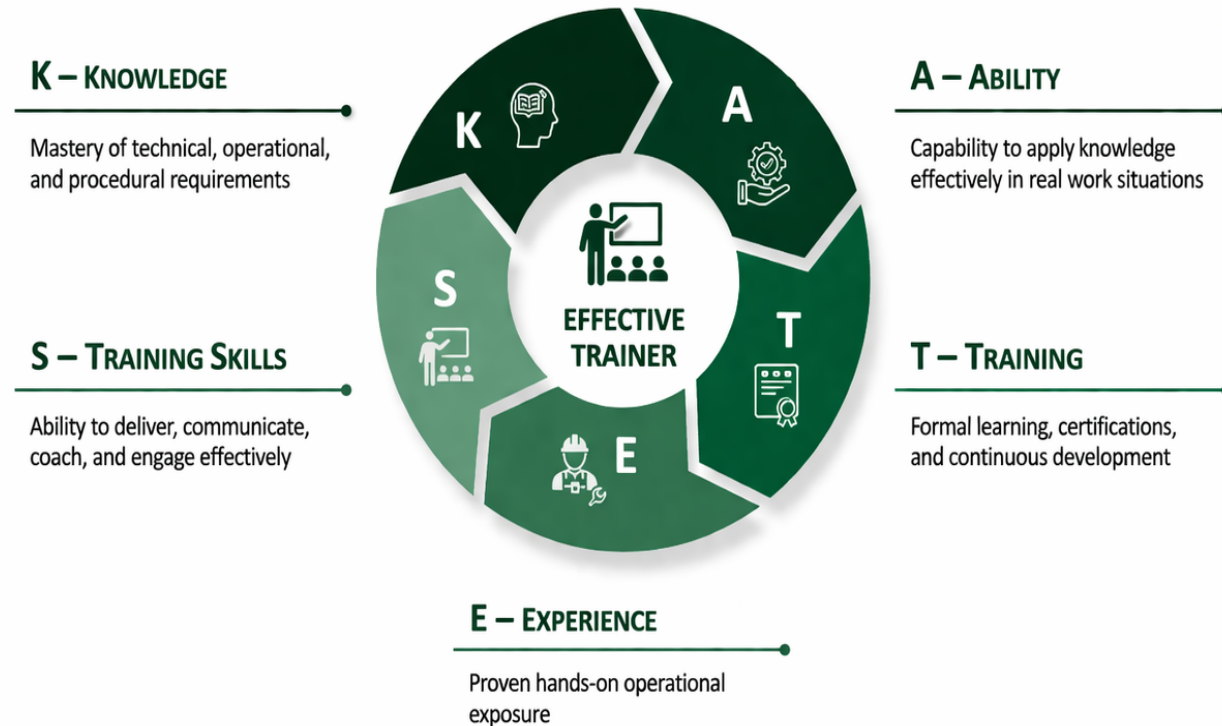 K – Knowledge
Mastery of technical, operational,
and procedural requirements
A – Ability
Capability to apply knowledge
effectively in real work situations
K
A
S
T
E
EFFECTIVE
TRAINER
S – Training Skills
Ability to deliver, communicate,
coach, and engage effectively
T – Training
Formal learning, certifications,
and continuous development
E – Experience
Proven hands-on operational
exposure